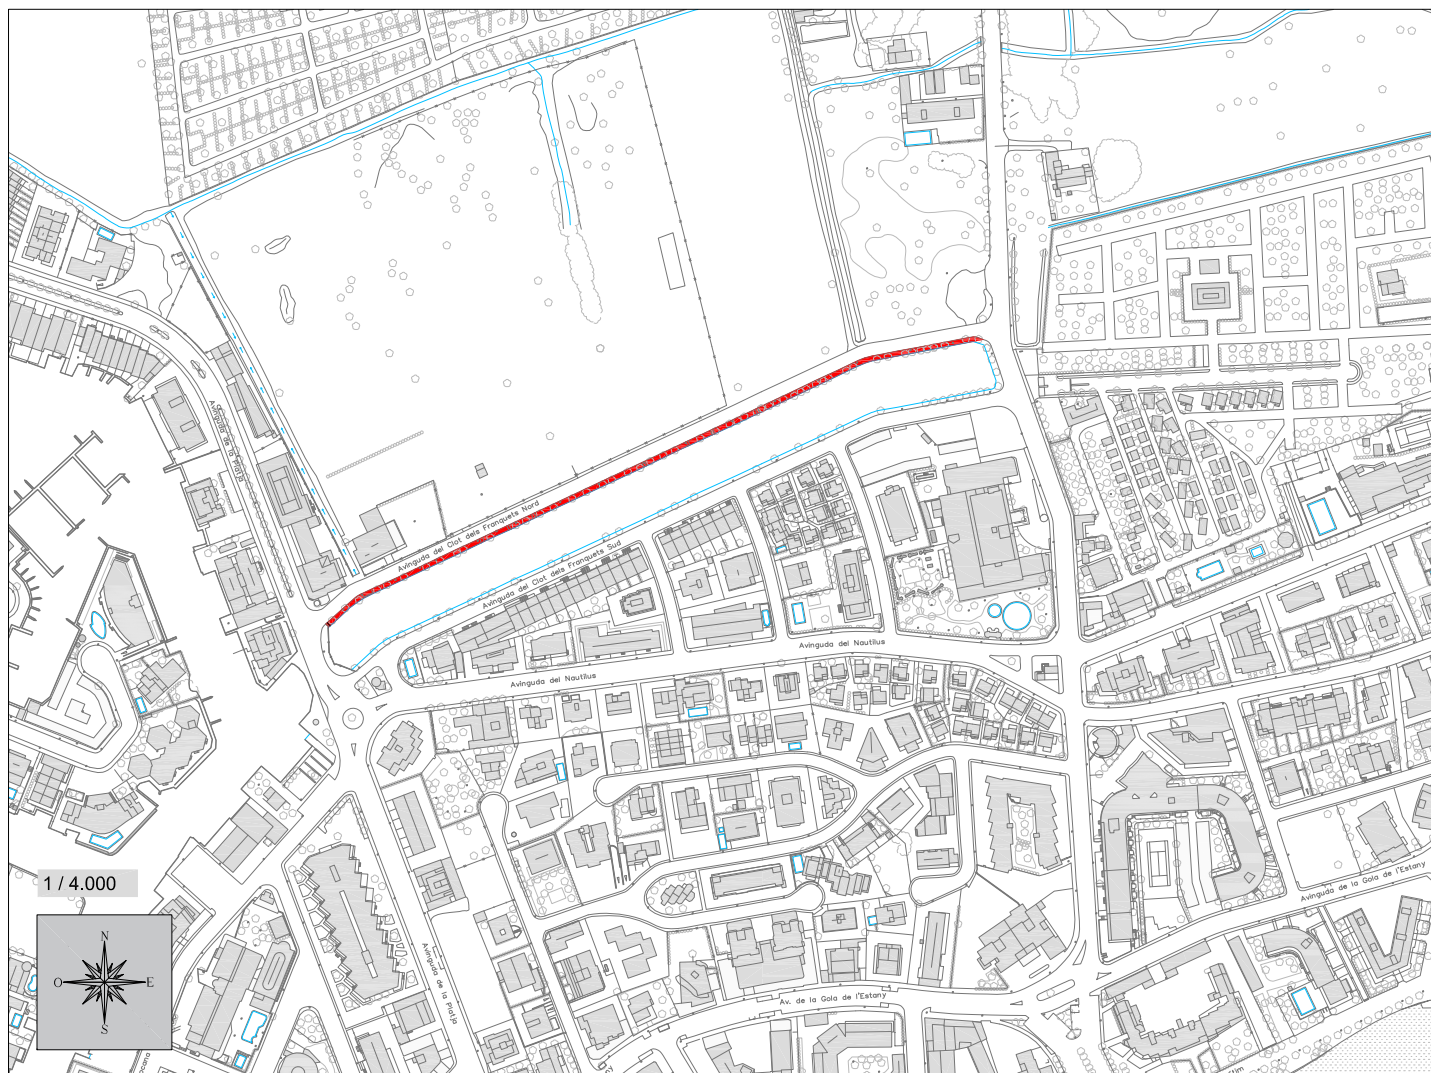 Avinguda de la Platja
Avinguda del Clot dels Franquets Nord
Avinguda del Clot dels Franquets Sud
Avinguda del Nautilus
Avinguda del Nautilus
1 / 4.000
Avinguda de la Gola de l'Estany
N
O
E
S
Avinguda de la Platja
Av. de la Gola de l'Estany